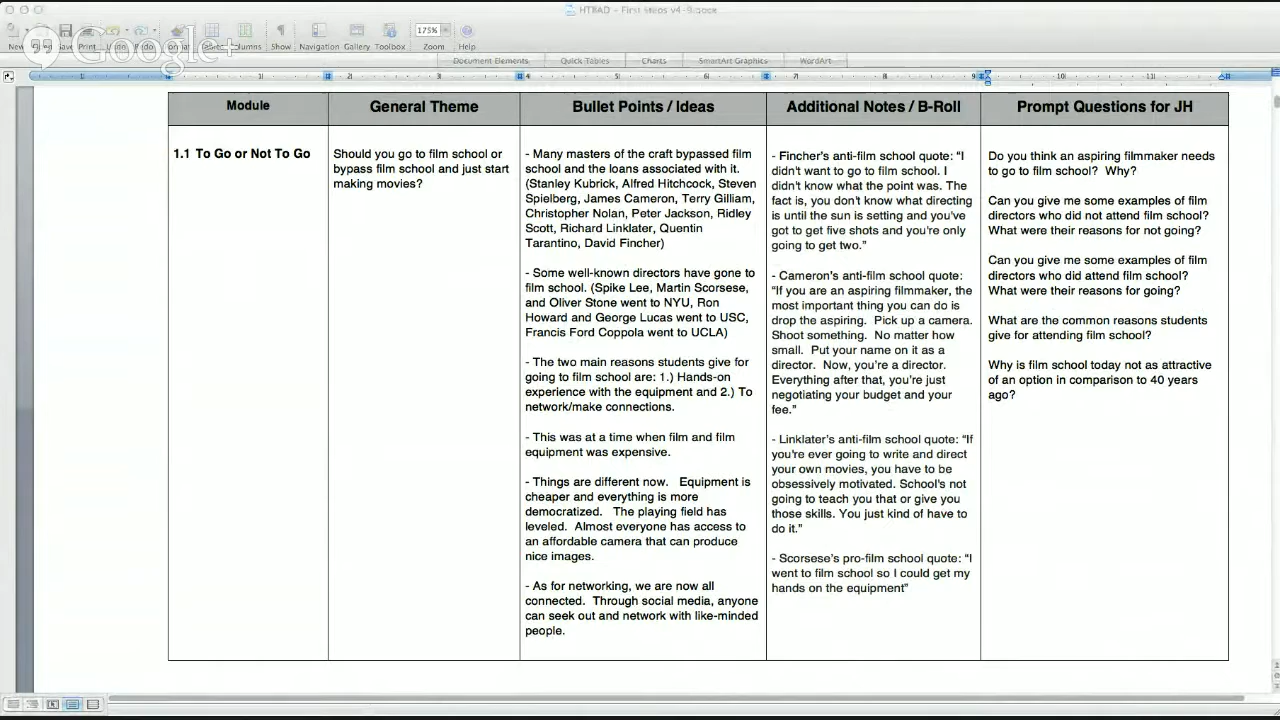 HTBAD - First Steps v4-9.docx
Google+
New
Print
Columns
Show
Navigation
Gallery
Toolbox
175%
Zoom
Help
Document Elements
Quick Tables
Charts
SmartArt Graphics
WordArt
Module
General Theme
Bullet Points / Ideas
Additional Notes / B-Roll
Prompt Questions for JH
1.1 To Go or Not To Go
Should you go to film school or
bypass film school and just start
making movies?
- Many masters of the craft bypassed film
school and the loans associated with it.
(Stanley Kubrick, Alfred Hitchcock, Steven
Spielberg, James Cameron, Terry Gilliam,
Christopher Nolan, Peter Jackson, Ridley
Scott, Richard Linklater, Quentin
Tarantino, David Fincher)
- Some well-known directors have gone to
film school. (Spike Lee, Martin Scorsese,
and Oliver Stone went to NYU, Ron
Howard and George Lucas went to USC,
Francis Ford Coppola went to UCLA)
- The two main reasons students give for
going to film school are: 1.) Hands-on
experience with the equipment and 2.) To
network/make connections.
- This was at a time when film and film
equipment was expensive.
- Things are different now. Equipment is
cheaper and everything is more
democratized. The playing field has
leveled. Almost everyone has access to
an affordable camera that can produce
nice images.
- As for networking, we are now all
connected. Through social media, anyone
can seek out and network with like-minded
people.
- Fincher's anti-film school quote: “I
didn't want to go to film school. I
didn't know what the point was. The
fact is, you don't know what directing
is until the sun is setting and you've
got to get five shots and you're only
going to get two.”
- Cameron's anti-film school quote:
“If you are an aspiring filmmaker, the
most important thing you can do is
drop the aspiring. Pick up a camera.
Shoot something. No matter how
small. Put your name on it as a
director. Now, you're a director.
Everything after that, you're just
negotiating your budget and your
fee.”
- Linklater's anti-film school quote: “If
you're ever going to write and direct
your own movies, you have to be
obsessively motivated. School's not
going to teach you that or give you
those skills. You just kind of have to
do it.”
- Scorsese's pro-film school quote: “I
went to film school so I could get my
hands on the equipment”
Do you think an aspiring filmmaker needs
to go to film school? Why?
Can you give me some examples of film
directors who did not attend film school?
What were their reasons for not going?
Can you give me some examples of film
directors who did attend film school?
What were their reasons for going?
What are the common reasons students
give for attending film school?
Why is film school today not as attractive
of an option in comparison to 40 years
ago?